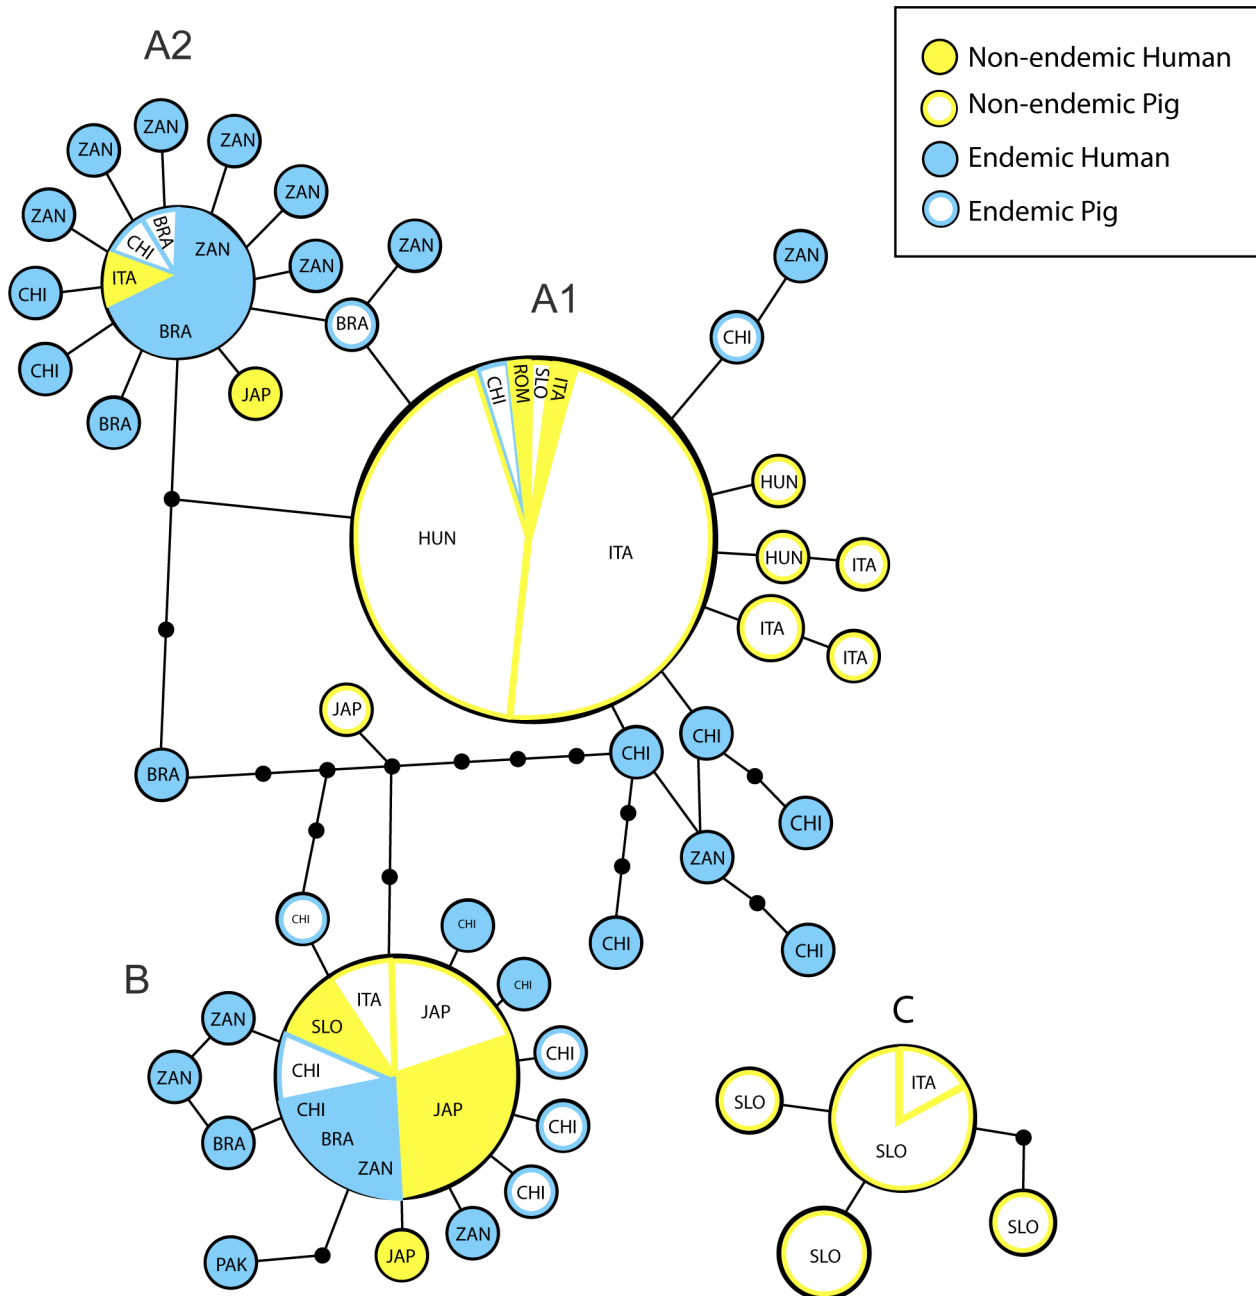 A2
Non-endemic Human
Non-endemic Pig
Endemic Human
Endemic Pig
ZAN
ZAN
ZAN
ZAN
ZAN
ZAN
ZAN
CHI
CHI
BRA
JAP
BRA
CHI
ZAN
ITA
BRA
BRA
ZAN
A1
ZAN
CHI
CHI
ROM
SLO
ITA
HUN
ITA
HUN
HUN
ITA
ITA
ITA
JAP
BRA
CHI
CHI
CHI
ZAN
CHI
CHI
CHI
B
CHI
CHI
ITA
JAP
SLO
CHI
CHI
BRA
ZAN
JAP
ZAN
ZAN
BRA
CHI
CHI
CHI
ZAN
JAP
PAK
C
ITA
SLO
SLO
SLO
SLO